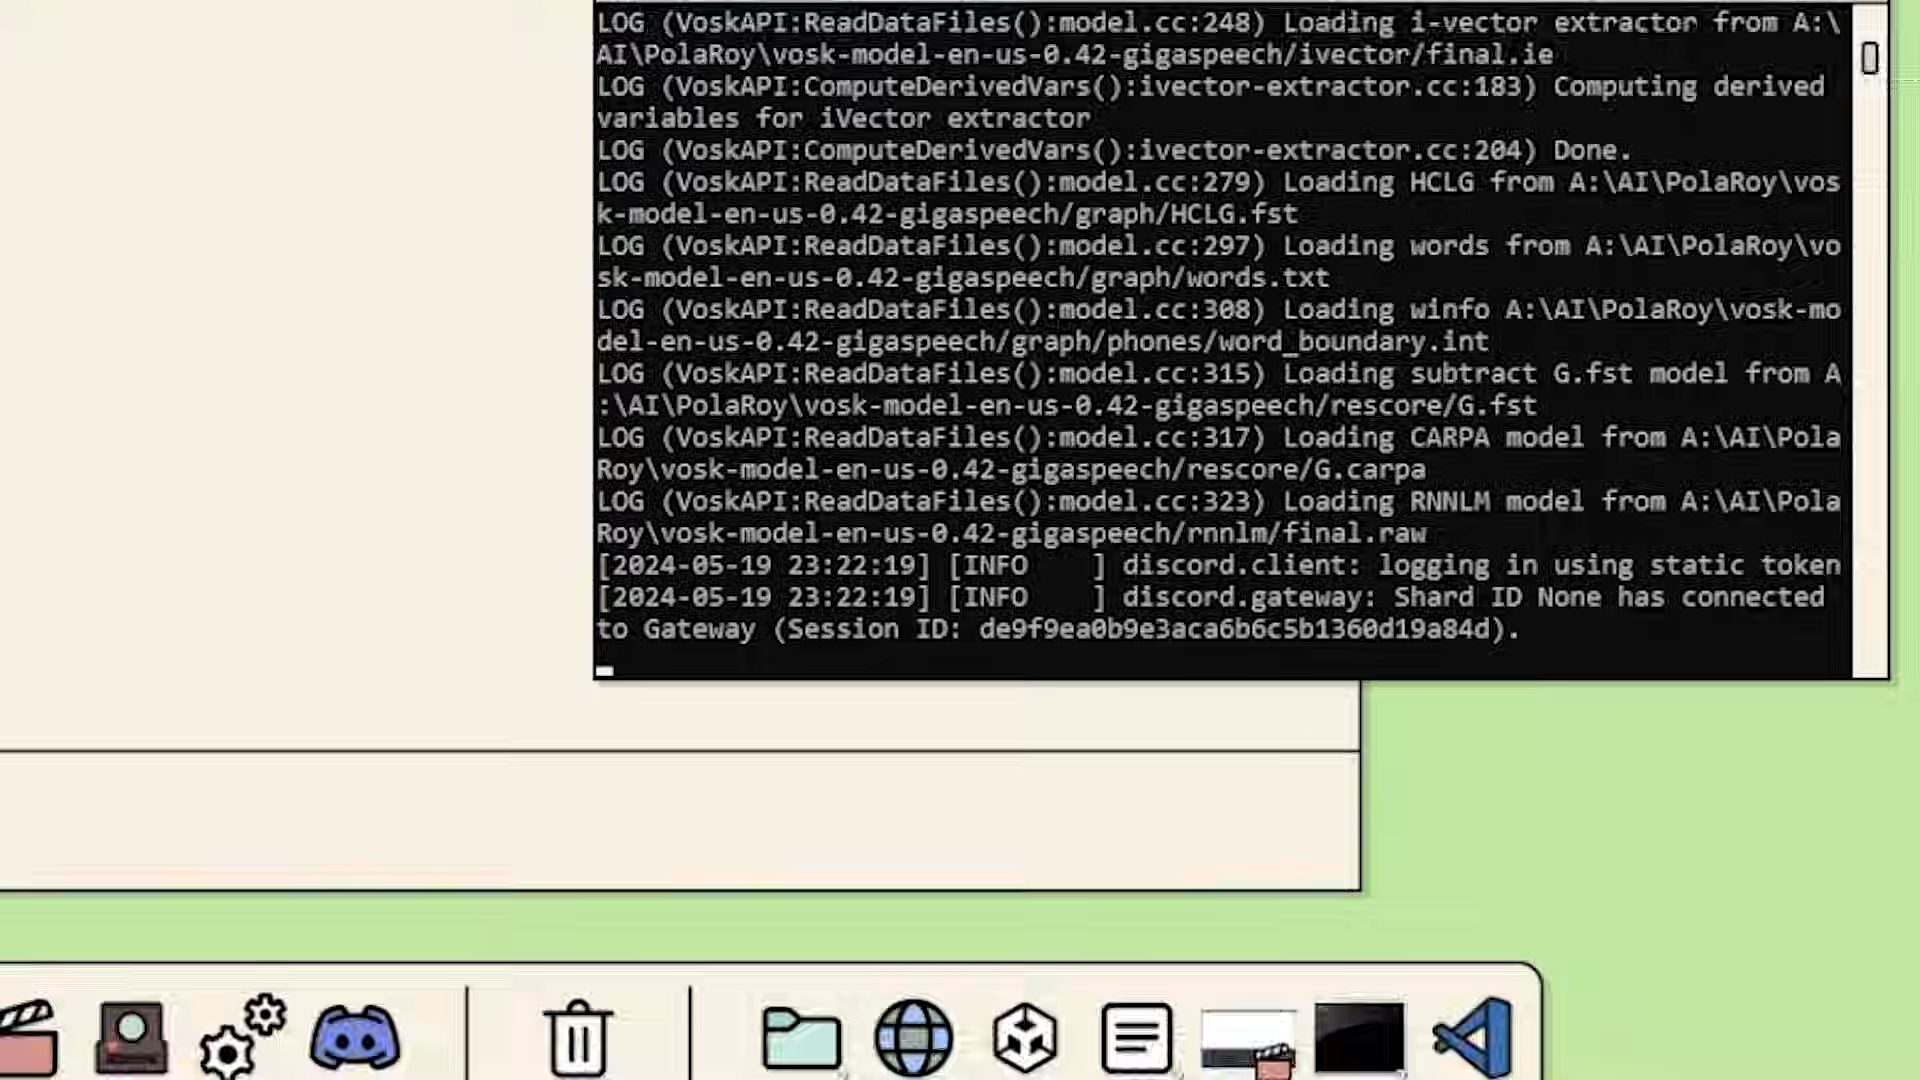 LOG (VoskAPI:ReadDataFiles():model.cc:248) Loading i-vector extractor from A:\
AI\PolaRoy\vosk-model-en-us-0.42-gigaspeech/ivector/final.ie
LOG (VoskAPI:ComputeDerivedVars():ivector-extractor.cc:183) Computing derived
variables for iVector extractor
LOG (VoskAPI:ComputeDerivedVars():ivector-extractor.cc:204) Done.
LOG (VoskAPI:ReadDataFiles():model.cc:279) Loading HCLG from A:\AI\PolaRoy\vos
k-model-en-us-0.42-gigaspeech/graph/HCLG.fst
LOG (VoskAPI:ReadDataFiles():model.cc:297) Loading words from A:\AI\PolaRoy\vo
sk-model-en-us-0.42-gigaspeech/graph/words.txt
LOG (VoskAPI:ReadDataFiles():model.cc:308) Loading winfo A:\AI\PolaRoy\vosk-mo
del-en-us-0.42-gigaspeech/graph/phones/word_boundary.int
LOG (VoskAPI:ReadDataFiles():model.cc:315) Loading subtract G.fst model from A
:\AI\PolaRoy\vosk-model-en-us-0.42-gigaspeech/rescore/G.fst
LOG (VoskAPI:ReadDataFiles():model.cc:317) Loading CARPA model from A:\AI\Pola
Roy\vosk-model-en-us-0.42-gigaspeech/rescore/G.carpa
LOG (VoskAPI:ReadDataFiles():model.cc:323) Loading RNNLM model from A:\AI\Pola
Roy\vosk-model-en-us-0.42-gigaspeech/rnnlm/final.raw
[2024-05-19 23:22:19] [INFO    ] discord.client: logging in using static token
[2024-05-19 23:22:19] [INFO    ] discord.gateway: Shard ID None has connected
to Gateway (Session ID: de9f9ea0b9e3aca6b6c5b1360d19a84d).